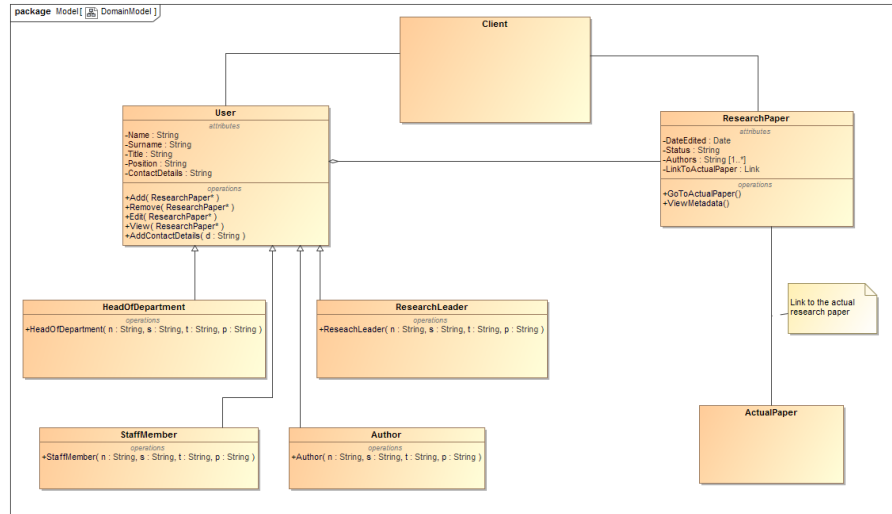 package Model[ DomainModel ]
Client
User
attributes
-Name : String
-Surname : String
-Title : String
-Position : String
-ContactDetails : String
operations
+Add( ResearchPaper* )
+Remove( ResearchPaper* )
+Edit( ResearchPaper* )
+View( ResearchPaper* )
+AddContactDetails( d : String )
ResearchPaper
attributes
-DateEdited : Date
-Status : String
-Authors : String [1..*]
-LinkToActualPaper : Link
operations
+GoToActualPaper()
+ViewMetadata()
HeadOfDepartment
operations
+HeadOfDepartment( n : String, s : String, t : String, p : String )
ResearchLeader
operations
+ReseachLeader( n : String, s : String, t : String, p : String )
Link to the actual
research paper
StaffMember
operations
+StaffMember( n : String, s : String, t : String, p : String )
Author
operations
+Author( n : String, s : String, t : String, p : String )
ActualPaper